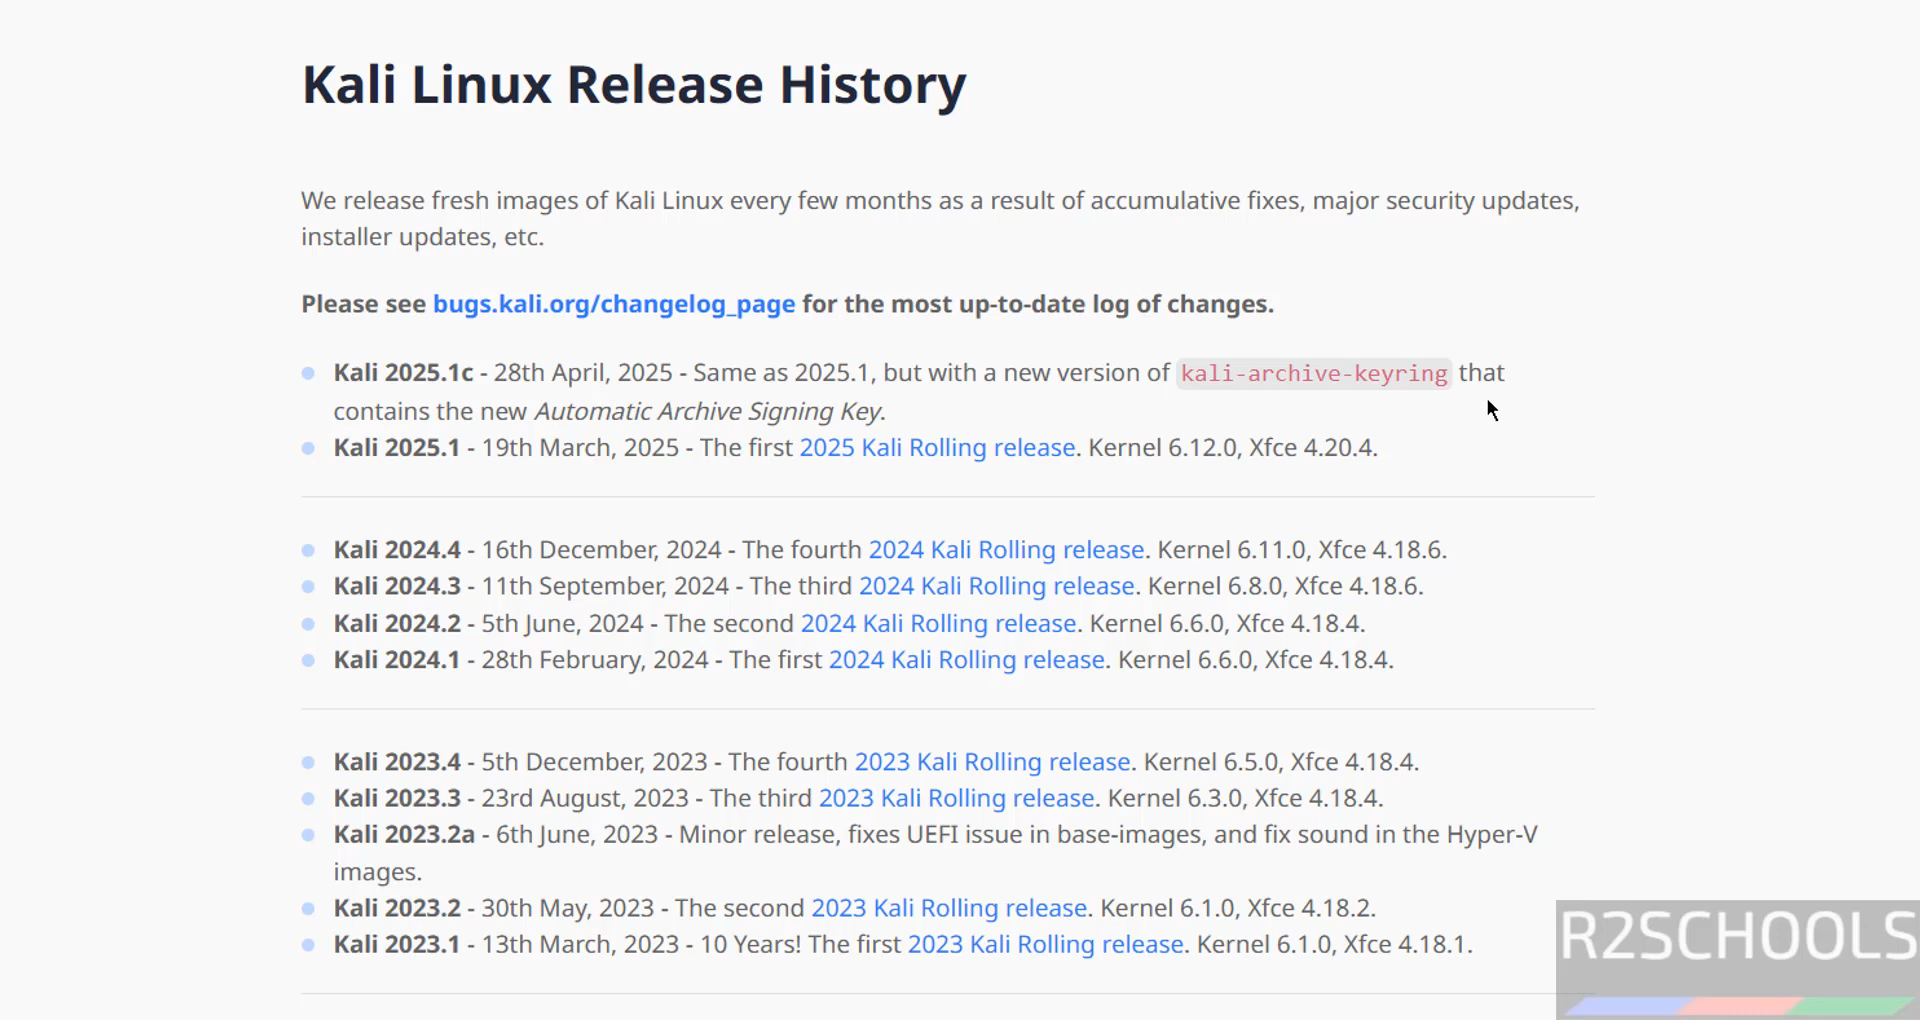 Kali Linux Release History
We release fresh images of Kali Linux every few months as a result of accumulative fixes, major security updates,
installer updates, etc.
Please see bugs.kali.org/changelog_page for the most up-to-date log of changes.
Kali 2025.1c - 28th April, 2025 - Same as 2025.1, but with a new version of kali-archive-keyring that
contains the new Automatic Archive Signing Key.
Kali 2025.1 - 19th March, 2025 - The first 2025 Kali Rolling release. Kernel 6.12.0, Xfce 4.20.4.
Kali 2024.4 - 16th December, 2024 - The fourth 2024 Kali Rolling release. Kernel 6.11.0, Xfce 4.18.6.
Kali 2024.3 - 11th September, 2024 - The third 2024 Kali Rolling release. Kernel 6.8.0, Xfce 4.18.6.
Kali 2024.2 - 5th June, 2024 - The second 2024 Kali Rolling release. Kernel 6.6.0, Xfce 4.18.4.
Kali 2024.1 - 28th February, 2024 - The first 2024 Kali Rolling release. Kernel 6.6.0, Xfce 4.18.4.
Kali 2023.4 - 5th December, 2023 - The fourth 2023 Kali Rolling release. Kernel 6.5.0, Xfce 4.18.4.
Kali 2023.3 - 23rd August, 2023 - The third 2023 Kali Rolling release. Kernel 6.3.0, Xfce 4.18.4.
Kali 2023.2a - 6th June, 2023 - Minor release, fixes UEFI issue in base-images, and fix sound in the Hyper-V
images.
Kali 2023.2 - 30th May, 2023 - The second 2023 Kali Rolling release. Kernel 6.1.0, Xfce 4.18.2.
Kali 2023.1 - 13th March, 2023 - 10 Years! The first 2023 Kali Rolling release. Kernel 6.1.0, Xfce 4.18.1.
R2SCHOOLS